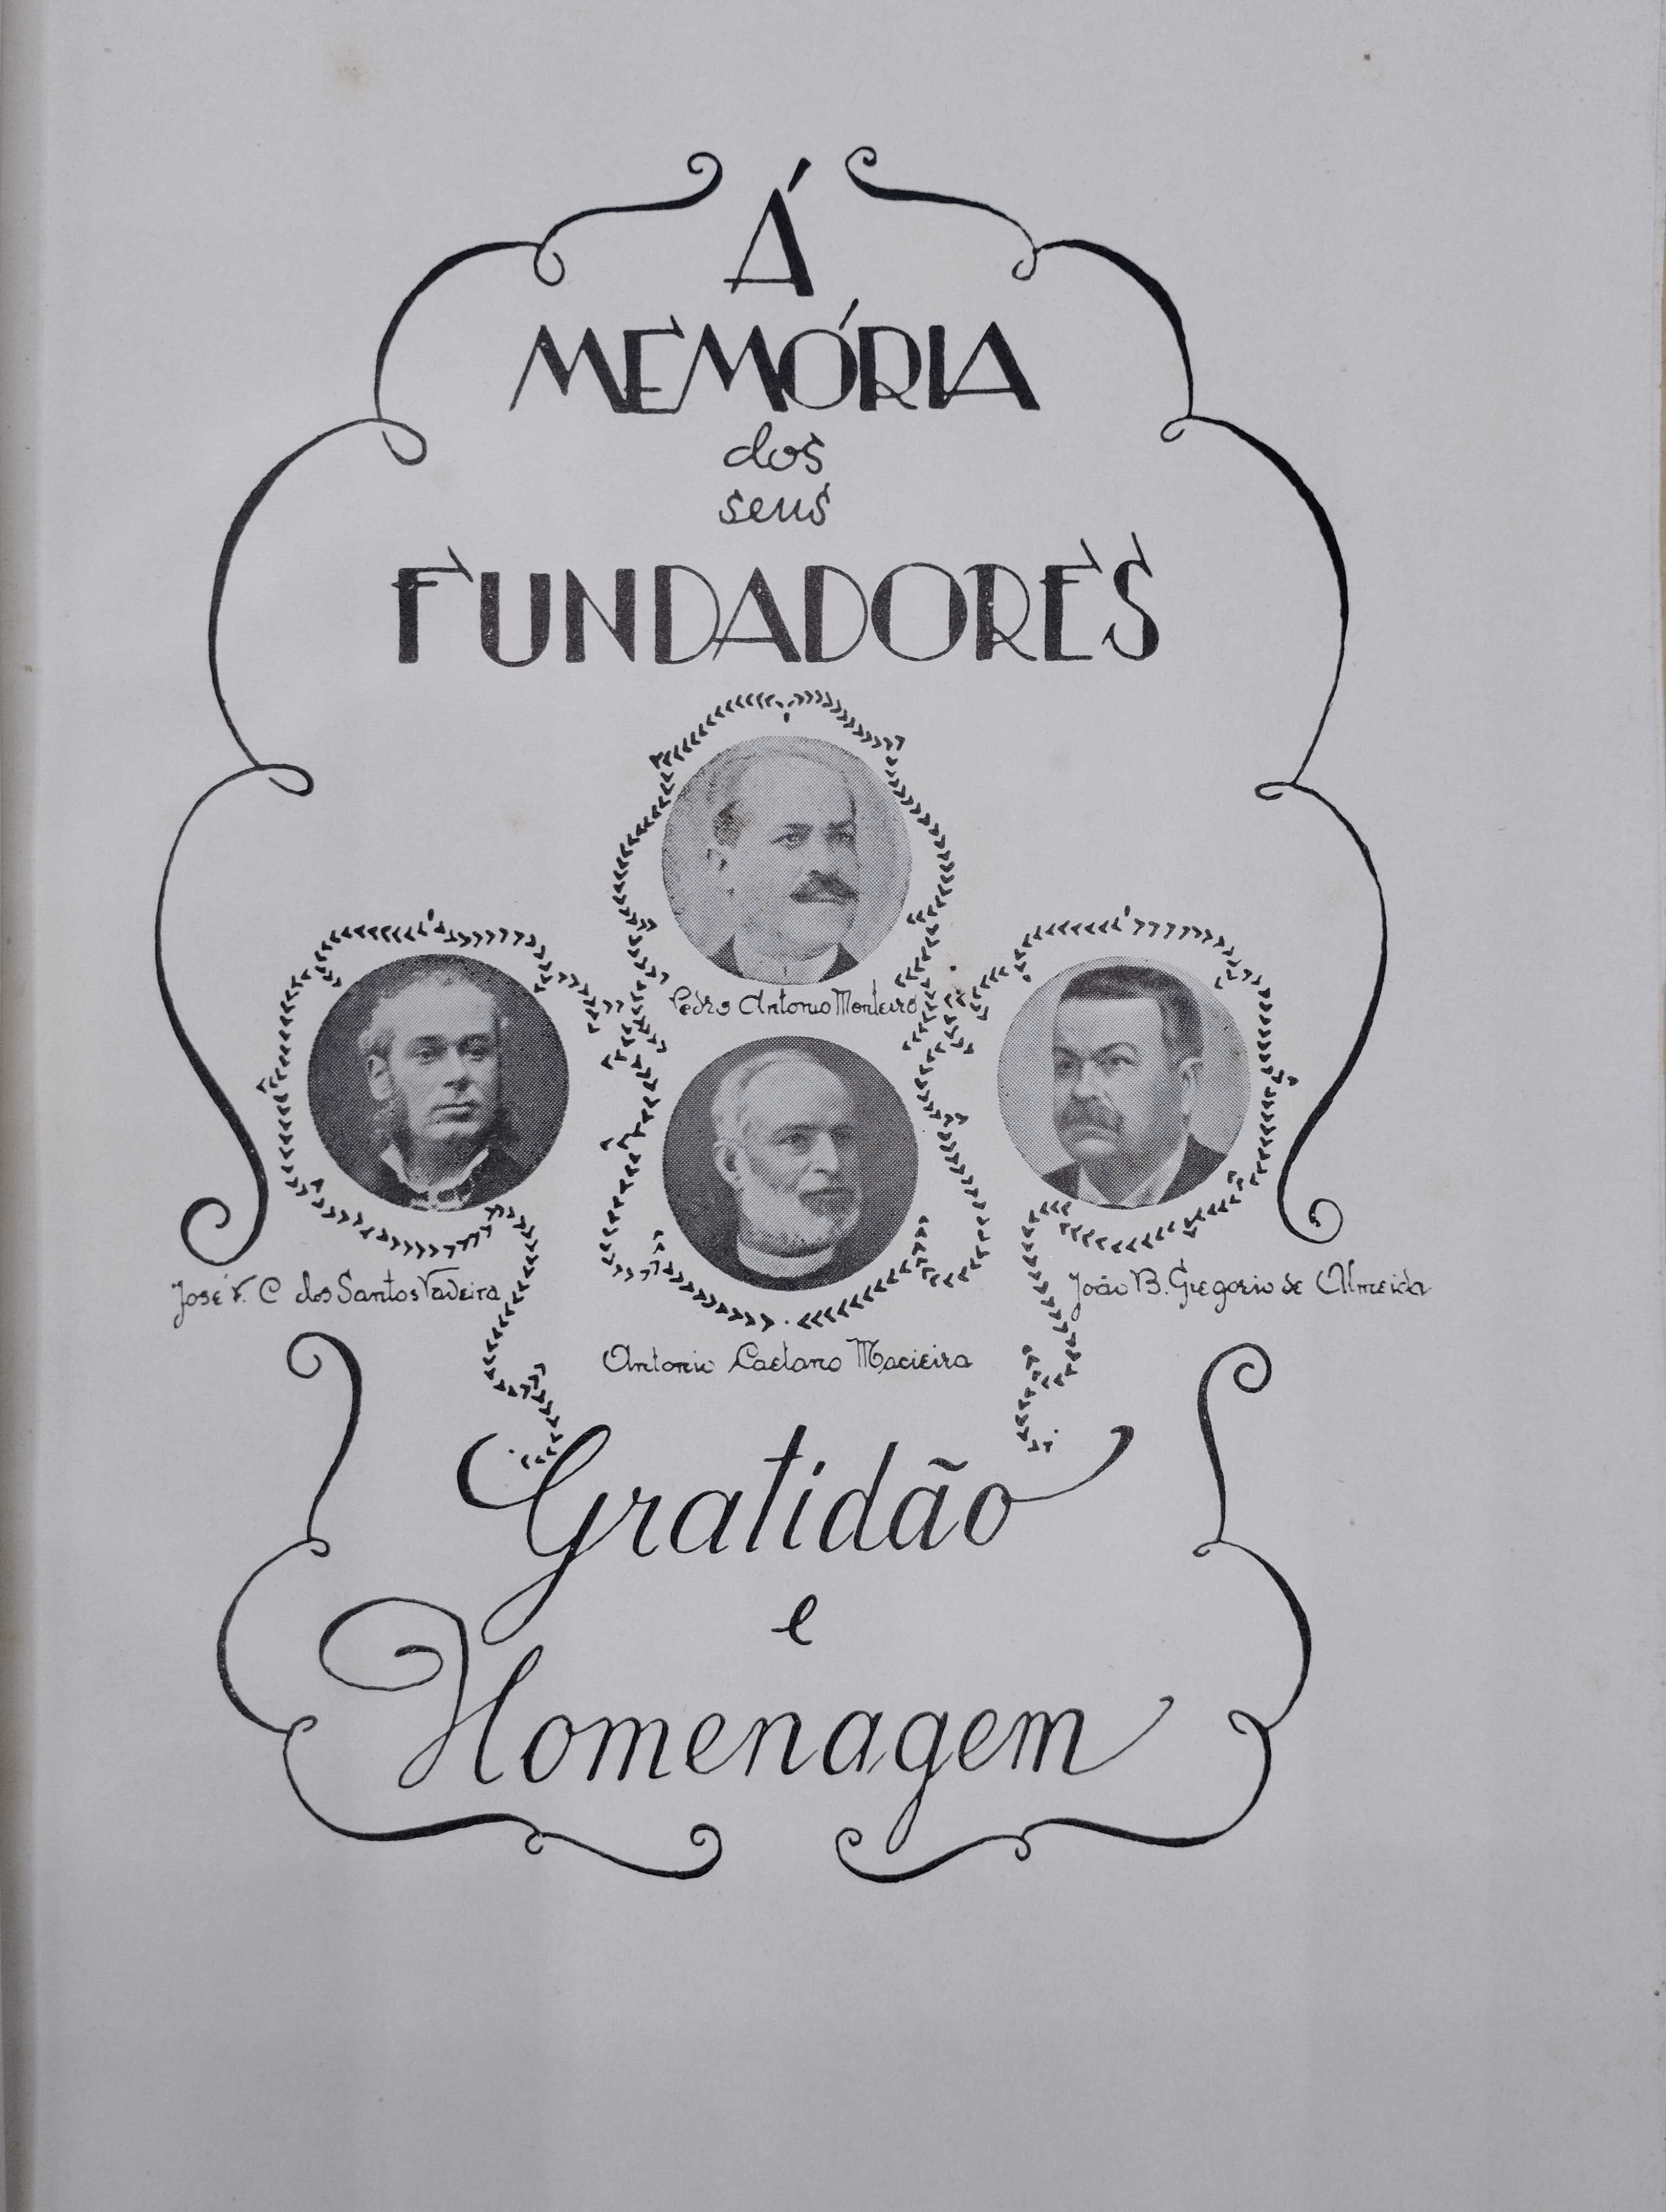 Á
MEMÓRIA
dos
seus
FUNDADORES
Pedro Antonio Monteiro
José F. C dos Santos Vadeira
João B. Gregorio de Almeida
Antonio Caetano Macieira
Gratidão
e
Homenagem